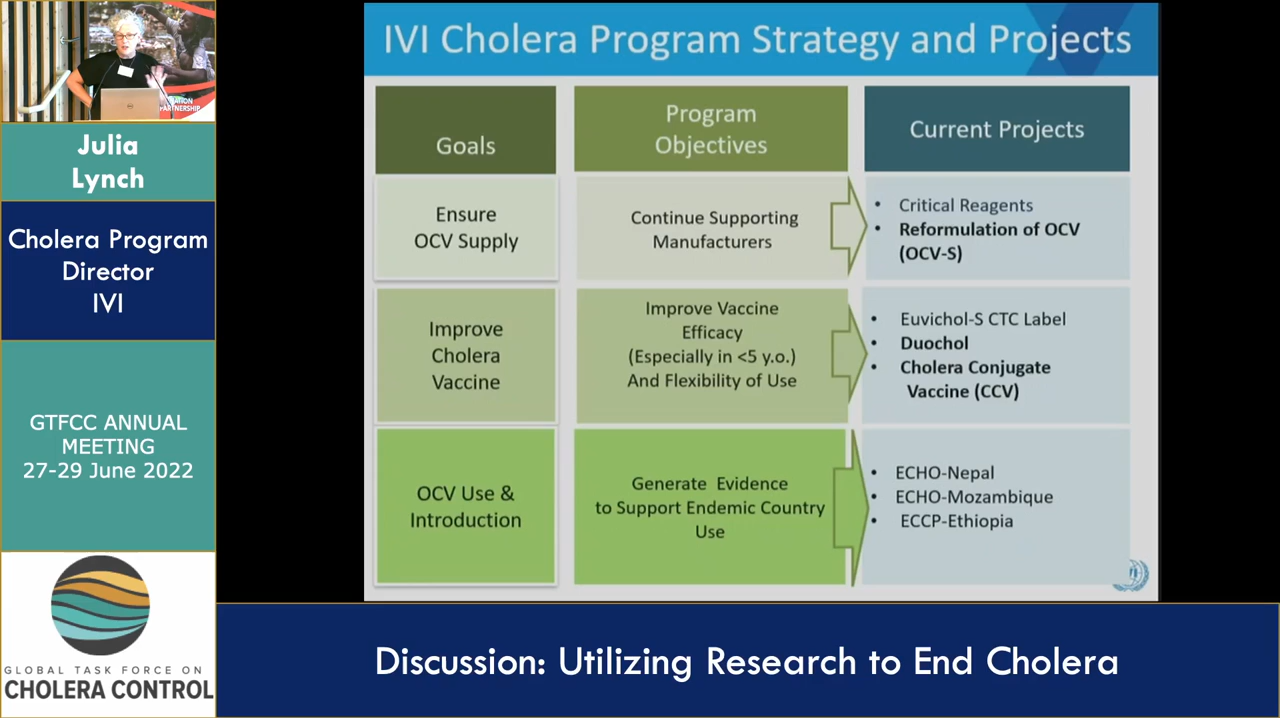 NATION
PARTNERSHIP
Julia
Lynch
Cholera Program
Director
IVI
GTFCC ANNUAL
MEETING
27-29 June 2022
GLOBAL TASK FORCE ON
CHOLERA CONTROL
IVI Cholera Program Strategy and Projects
Goals
Program
Objectives
Current Projects
Ensure
OCV Supply
Continue Supporting
Manufacturers
• Critical Reagents
• Reformulation of OCV
(OCV-S)
Improve
Cholera
Vaccine
Improve Vaccine
Efficacy
(Especially in <5 y.o.)
And Flexibility of Use
• Euvichol-S CTC Label
• Duochol
• Cholera Conjugate
Vaccine (CCV)
OCV Use &
Introduction
Generate Evidence
to Support Endemic Country
Use
• ECHO-Nepal
• ECHO-Mozambique
• ECCP-Ethiopia
Discussion: Utilizing Research to End Cholera